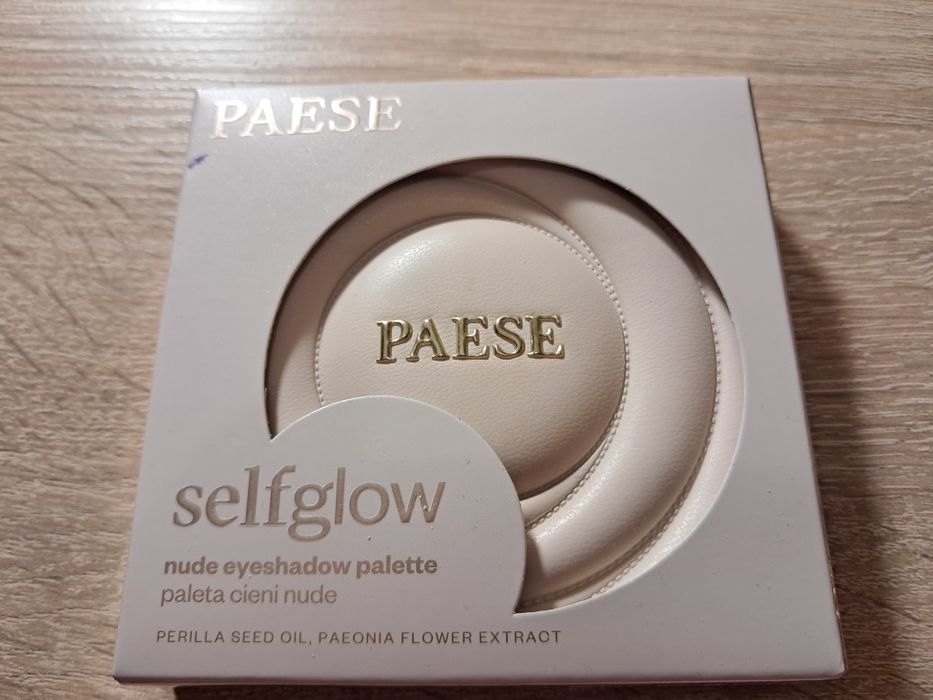 PAESE
PAESE
selfglow
nude eyeshadow palette
paleta cieni nude
PERILLA SEED OIL, PAEONIA FLOWER EXTRACT